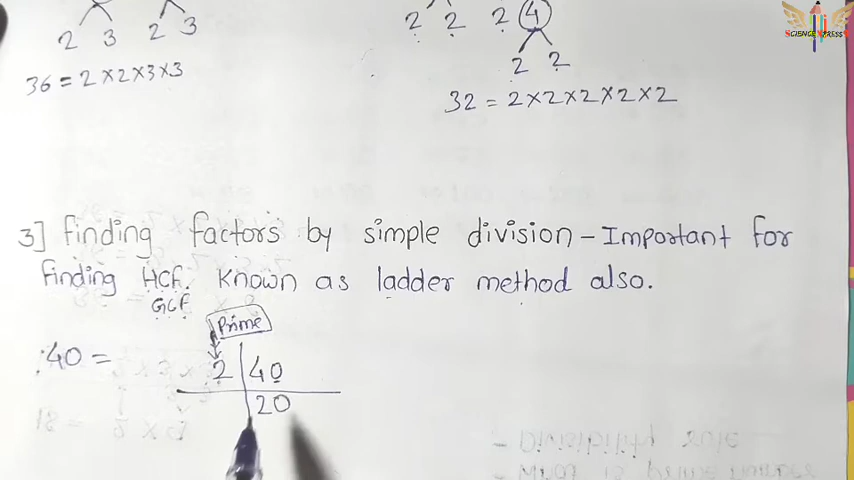 2 3 2 3
36 = 2×2×3×3
2 2 2 4
2 2
32 = 2×2×2×2×2
SCIENCE XPRESS
3] Finding factors by simple division - Important for
finding HCF. Known as ladder method also.
GCF
Prime
40 = 2 | 40
20